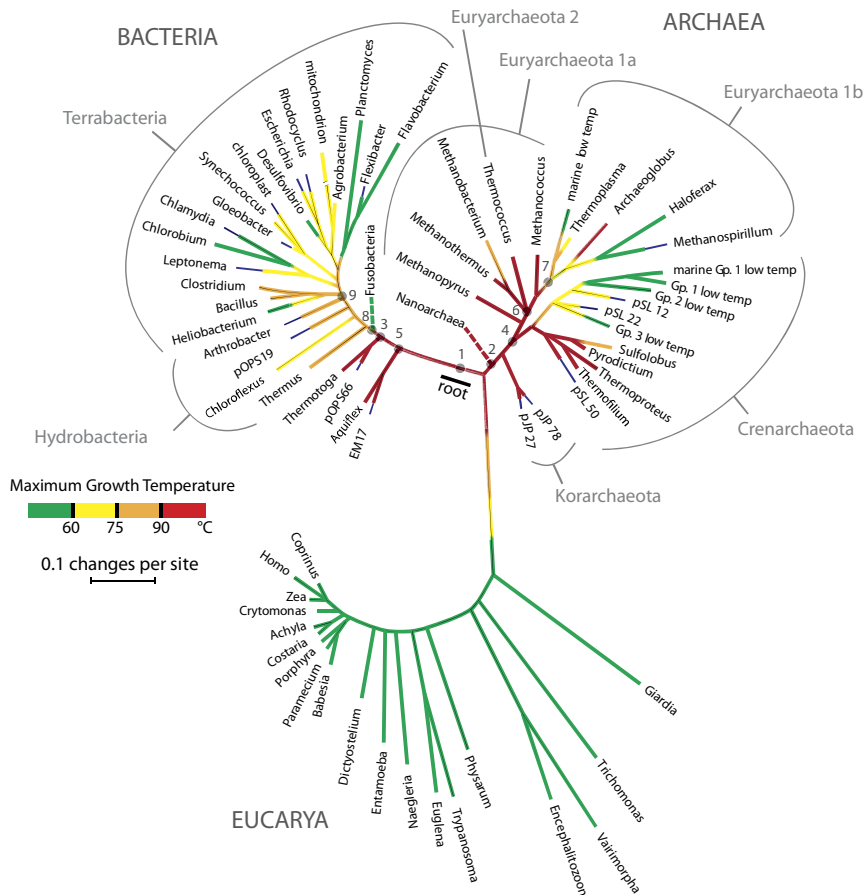 BACTERIA
Euryarchaeota 2
ARCHAEA
Euryarchaeota 1a
Euryarchaeota 1b
Terrabacteria
Planctomyces
mitochondrion
Flavobacterium
Rhodocyclus
Escherichia
Agrobacterium
Flexibacter
Desulfovibrio
chloroplast
Synechococcus
Gloeobacter
Chlamydia
Chlorobium
Leptonema
Clostridium
Bacillus
Heliobacterium
Arthrobacter
pOPS19
Chloroflexus
Thermus
Thermotoga
pOPS66
Aquiflex
EM17
Fusobacteria
Hydrobacteria
9
8
3
5
1
root
2
4
6
7
Methanobacterium
Thermococcus
Methanococcus
Methanothermus
Methanopyrus
Nanoarchaea
marine low temp
Thermoplasma
Archaeoglobus
Haloferax
Methanospirillum
marine Gp. 1 low temp
Gp. 1 low temp
Gp. 2 low temp
pSL 12
pSL 22
Gp. 3 low temp
Sulfolobus
Pyrodictium
Thermoproteus
Thermofilum
pSL 50
pJP 78
pJP 27
Crenarchaeota
Korarchaeota
Maximum Growth Temperature
60 75 90 °C
0.1 changes per site
Coprinus
Homo
Zea
Crytomonas
Achyla
Costaria
Porphyra
Paramecium
Babesia
Dictyostelium
Entamoeba
Naegleria
Euglena
Trypanosoma
Physarum
Encephalitozoon
Vairimorpha
Trichomonas
Giardia
EUCARYA